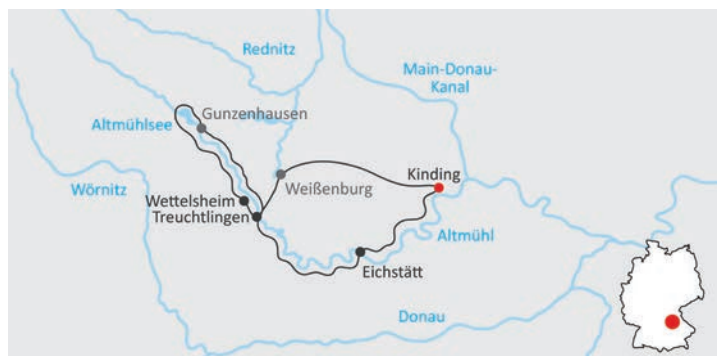 Rednitz
Main-Donau-
Kanal
Gunzenhausen
Altmühlsee
Kinding
Wörnitz
Weißenburg
Wettelsheim
Treuchtlingen
Altmühl
Eichstätt
Donau